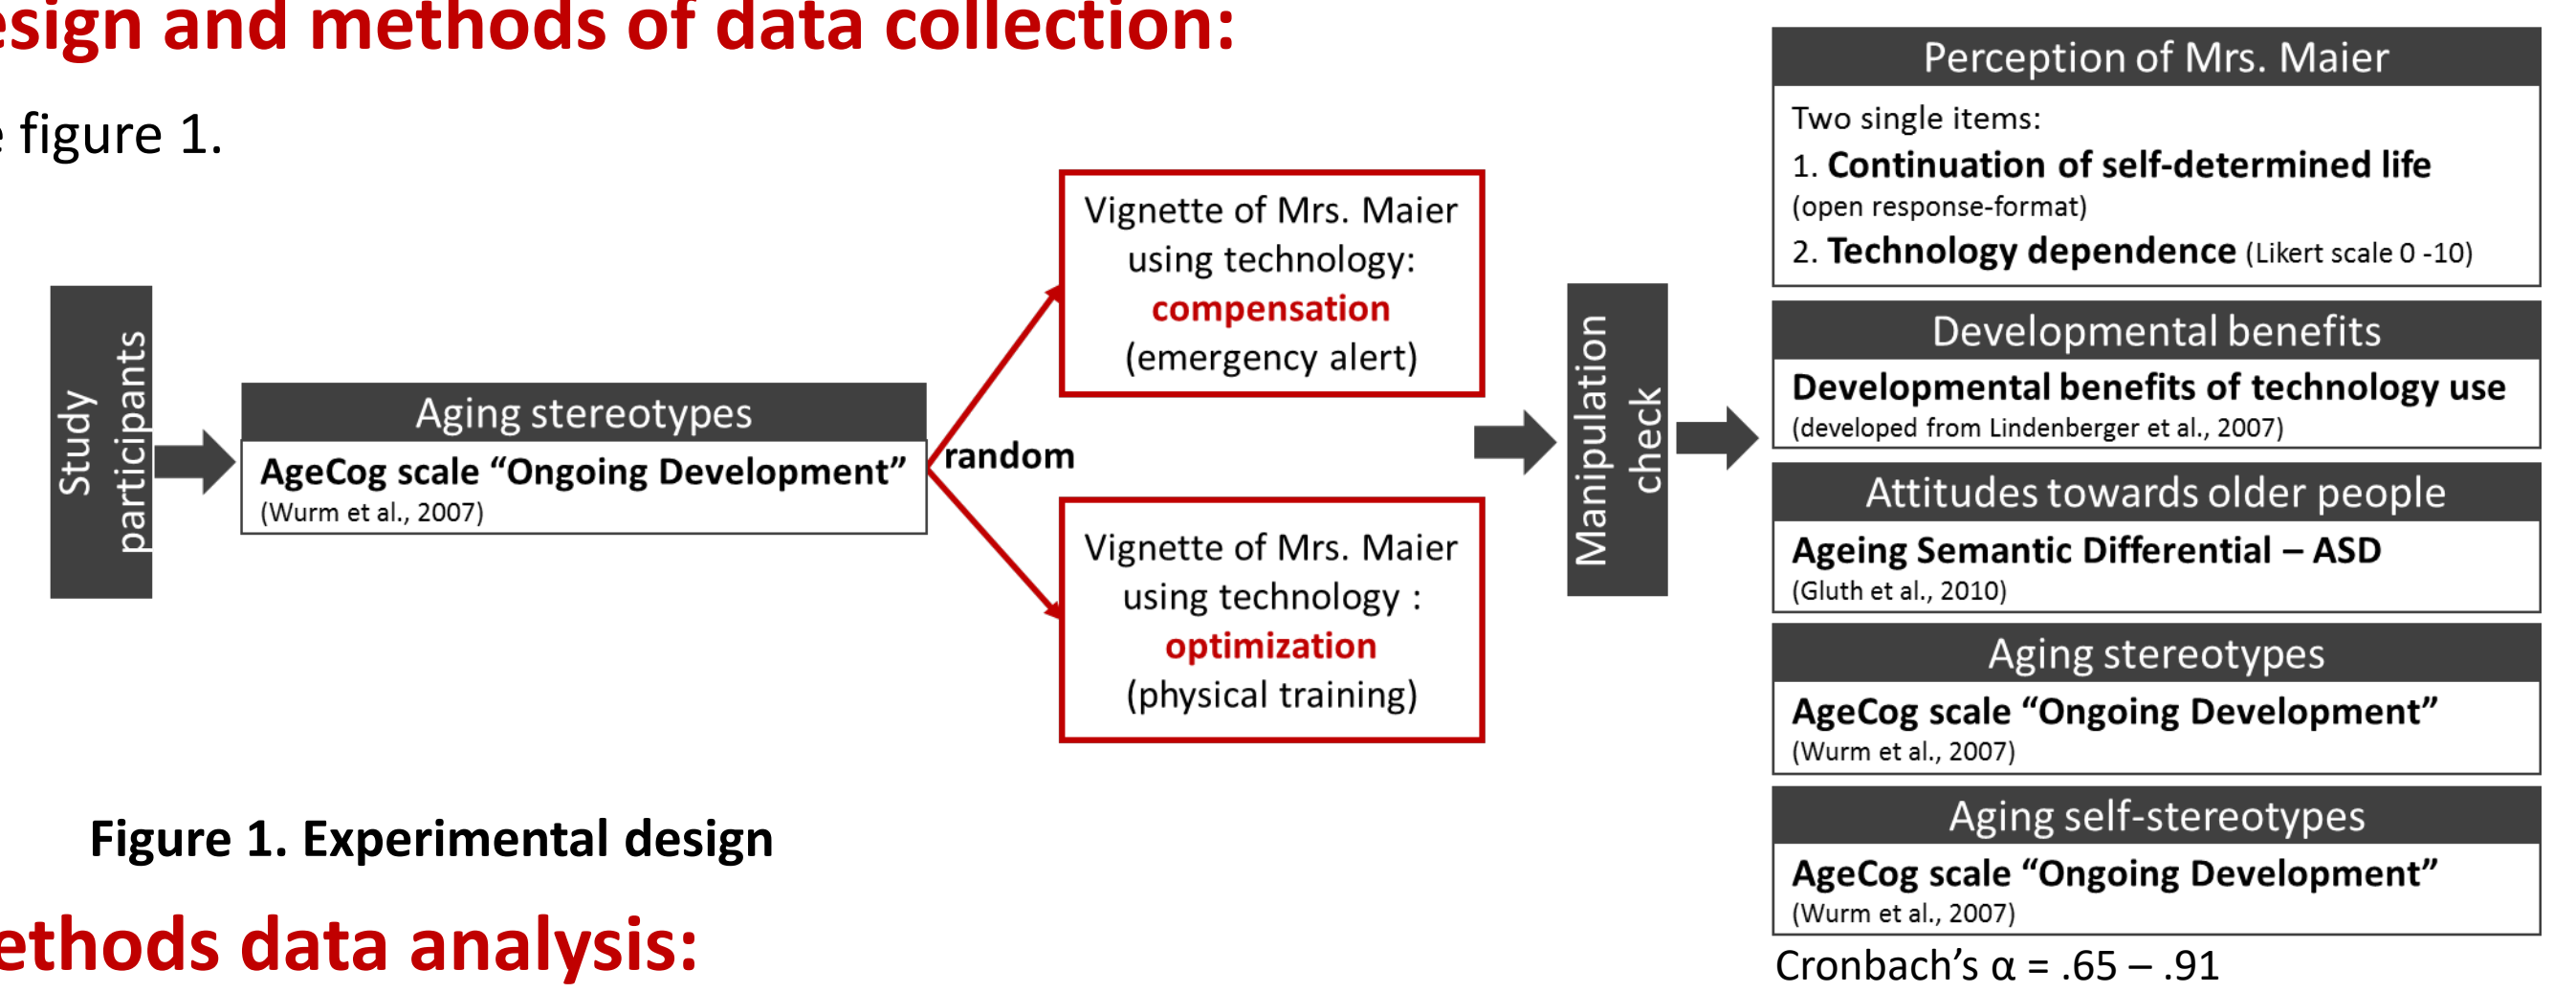 esign and methods of data collection:
e figure 1.
Study
participants
Aging stereotypes
AgeCog scale “Ongoing Development”
(Wurm et al., 2007)
random
Vignette of Mrs. Maier
using technology:
compensation
(emergency alert)
Vignette of Mrs. Maier
using technology :
optimization
(physical training)
Manipulation
check
Perception of Mrs. Maier
Two single items:
1. Continuation of self-determined life
(open response-format)
2. Technology dependence (Likert scale 0 -10)
Developmental benefits
Developmental benefits of technology use
(developed from Lindenberger et al., 2007)
Attitudes towards older people
Ageing Semantic Differential – ASD
(Gluth et al., 2010)
Aging stereotypes
AgeCog scale “Ongoing Development”
(Wurm et al., 2007)
Aging self-stereotypes
AgeCog scale “Ongoing Development”
(Wurm et al., 2007)
Cronbach’s α = .65 – .91
Figure 1. Experimental design
ethods data analysis: